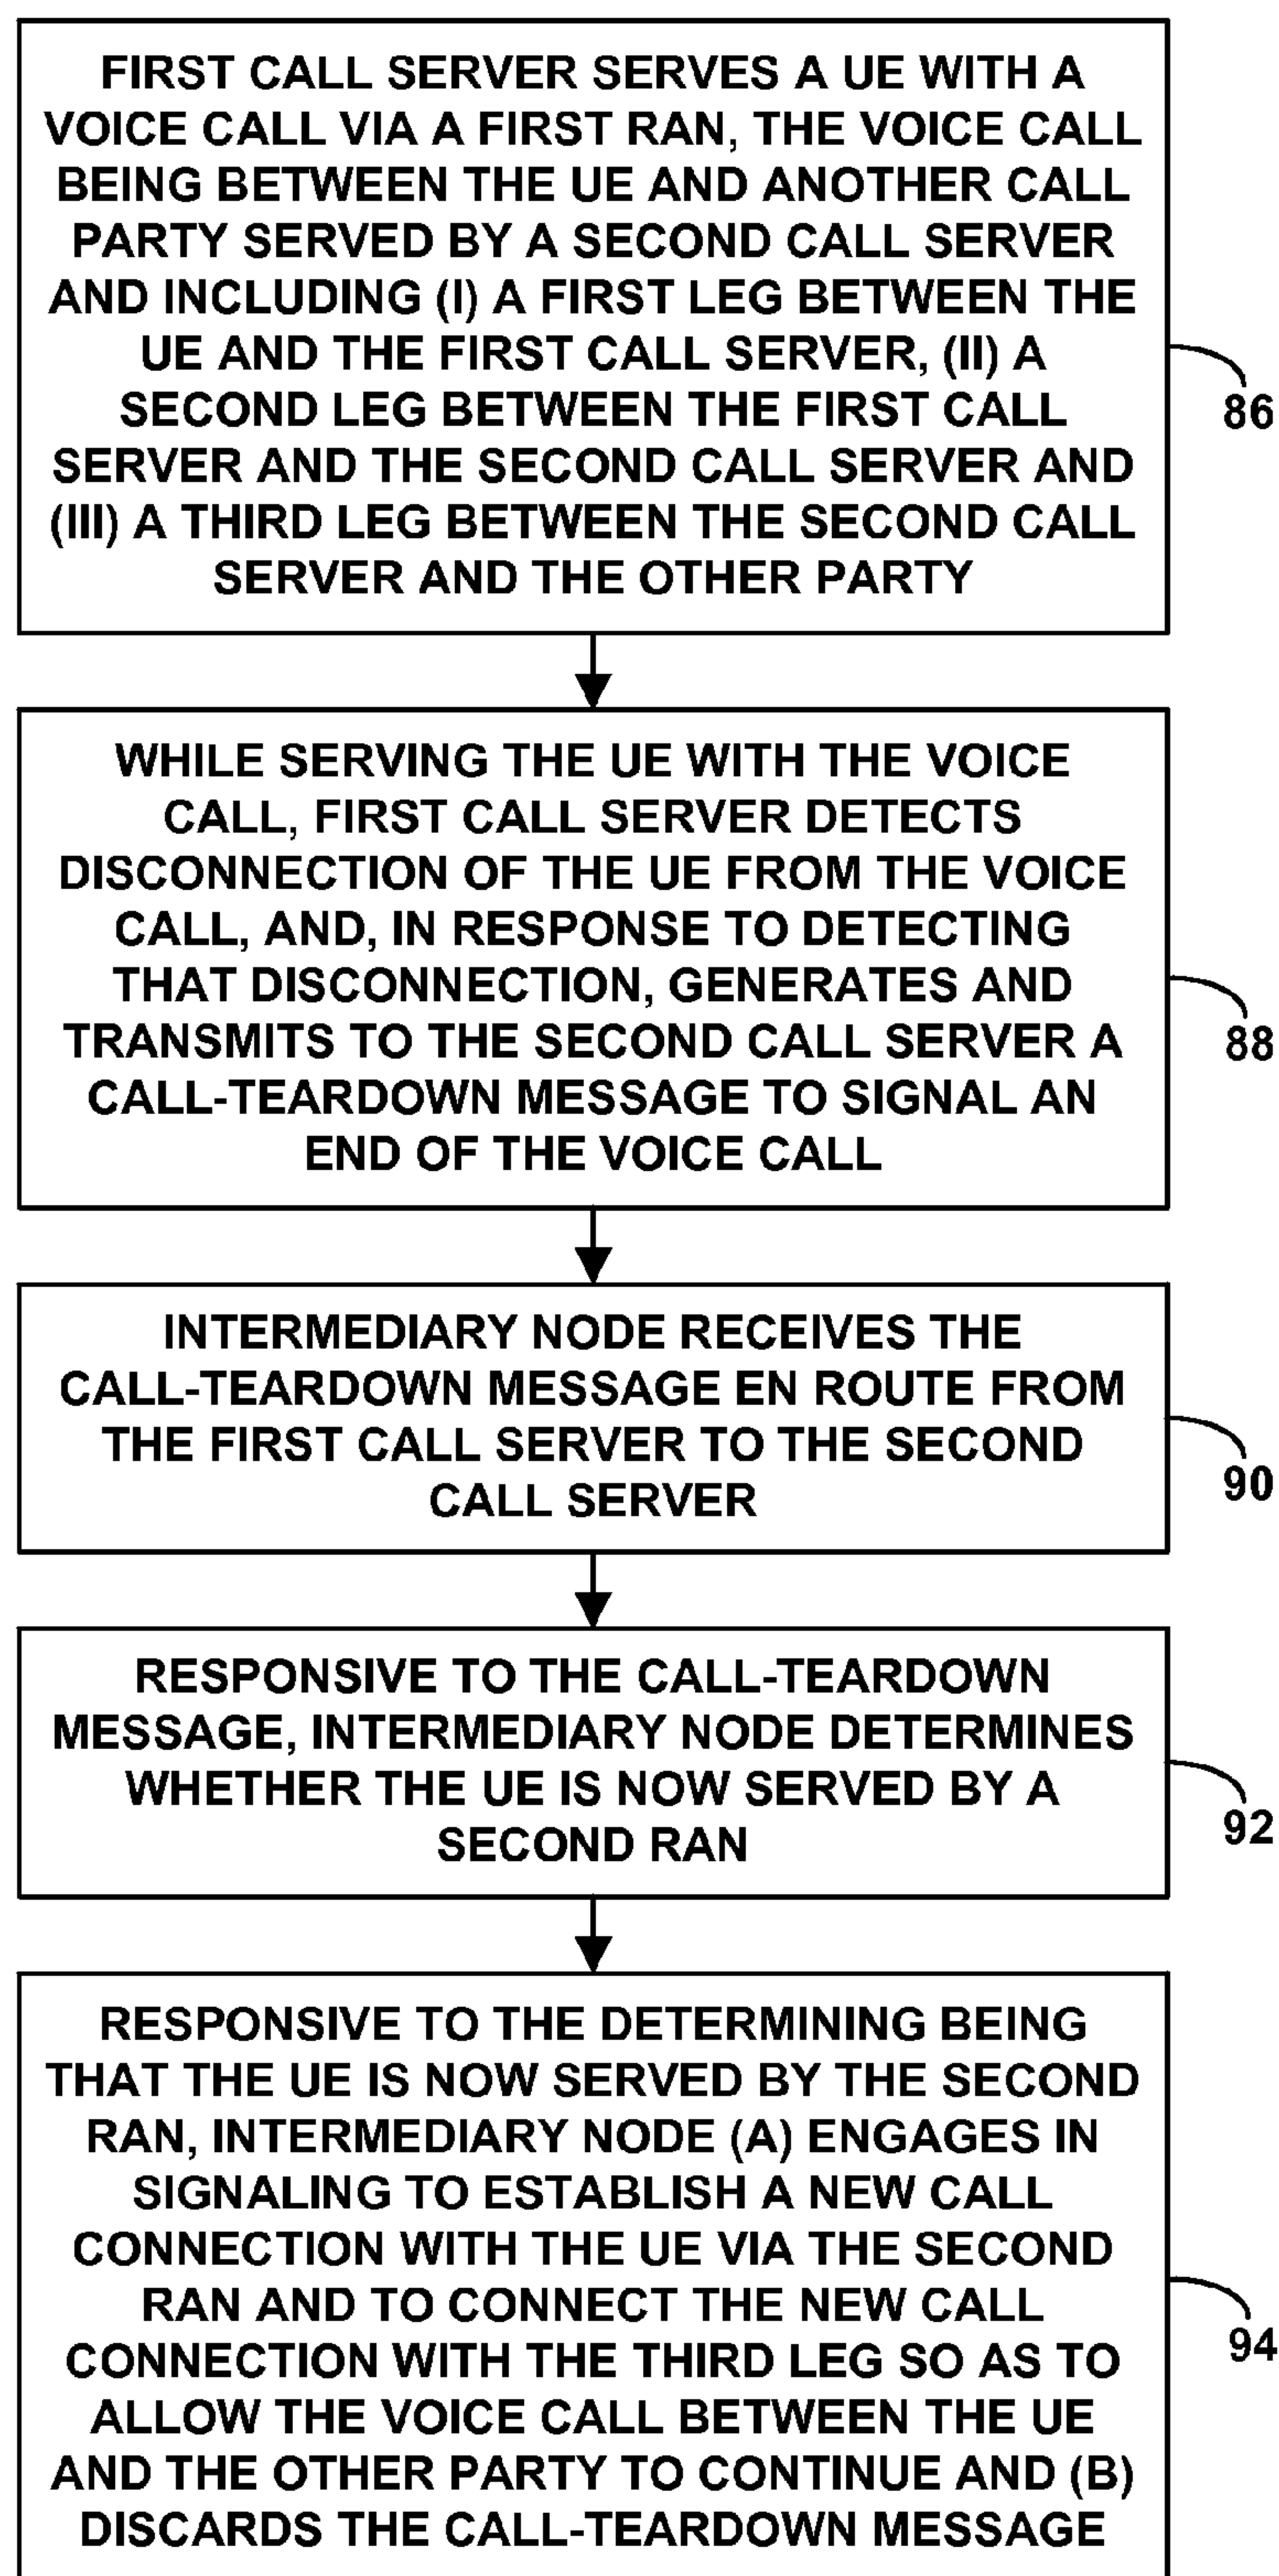 FIRST CALL SERVER SERVES A UE WITH A
VOICE CALL VIA A FIRST RAN, THE VOICE CALL
BEING BETWEEN THE UE AND ANOTHER CALL
PARTY SERVED BY A SECOND CALL SERVER
AND INCLUDING (I) A FIRST LEG BETWEEN THE
UE AND THE FIRST CALL SERVER, (II) A
SECOND LEG BETWEEN THE FIRST CALL
SERVER AND THE SECOND CALL SERVER AND
(III) A THIRD LEG BETWEEN THE SECOND CALL
SERVER AND THE OTHER PARTY
86
WHILE SERVING THE UE WITH THE VOICE
CALL, FIRST CALL SERVER DETECTS
DISCONNECTION OF THE UE FROM THE VOICE
CALL, AND, IN RESPONSE TO DETECTING
THAT DISCONNECTION, GENERATES AND
TRANSMITS TO THE SECOND CALL SERVER A
CALL-TEARDOWN MESSAGE TO SIGNAL AN
END OF THE VOICE CALL
88
INTERMEDIARY NODE RECEIVES THE
CALL-TEARDOWN MESSAGE EN ROUTE FROM
THE FIRST CALL SERVER TO THE SECOND
CALL SERVER
90
RESPONSIVE TO THE CALL-TEARDOWN
MESSAGE, INTERMEDIARY NODE DETERMINES
WHETHER THE UE IS NOW SERVED BY A
SECOND RAN
92
RESPONSIVE TO THE DETERMINING BEING
THAT THE UE IS NOW SERVED BY THE SECOND
RAN, INTERMEDIARY NODE (A) ENGAGES IN
SIGNALING TO ESTABLISH A NEW CALL
CONNECTION WITH THE UE VIA THE SECOND
RAN AND TO CONNECT THE NEW CALL
CONNECTION WITH THE THIRD LEG SO AS TO
ALLOW THE VOICE CALL BETWEEN THE UE
AND THE OTHER PARTY TO CONTINUE AND (B)
DISCARDS THE CALL-TEARDOWN MESSAGE
94